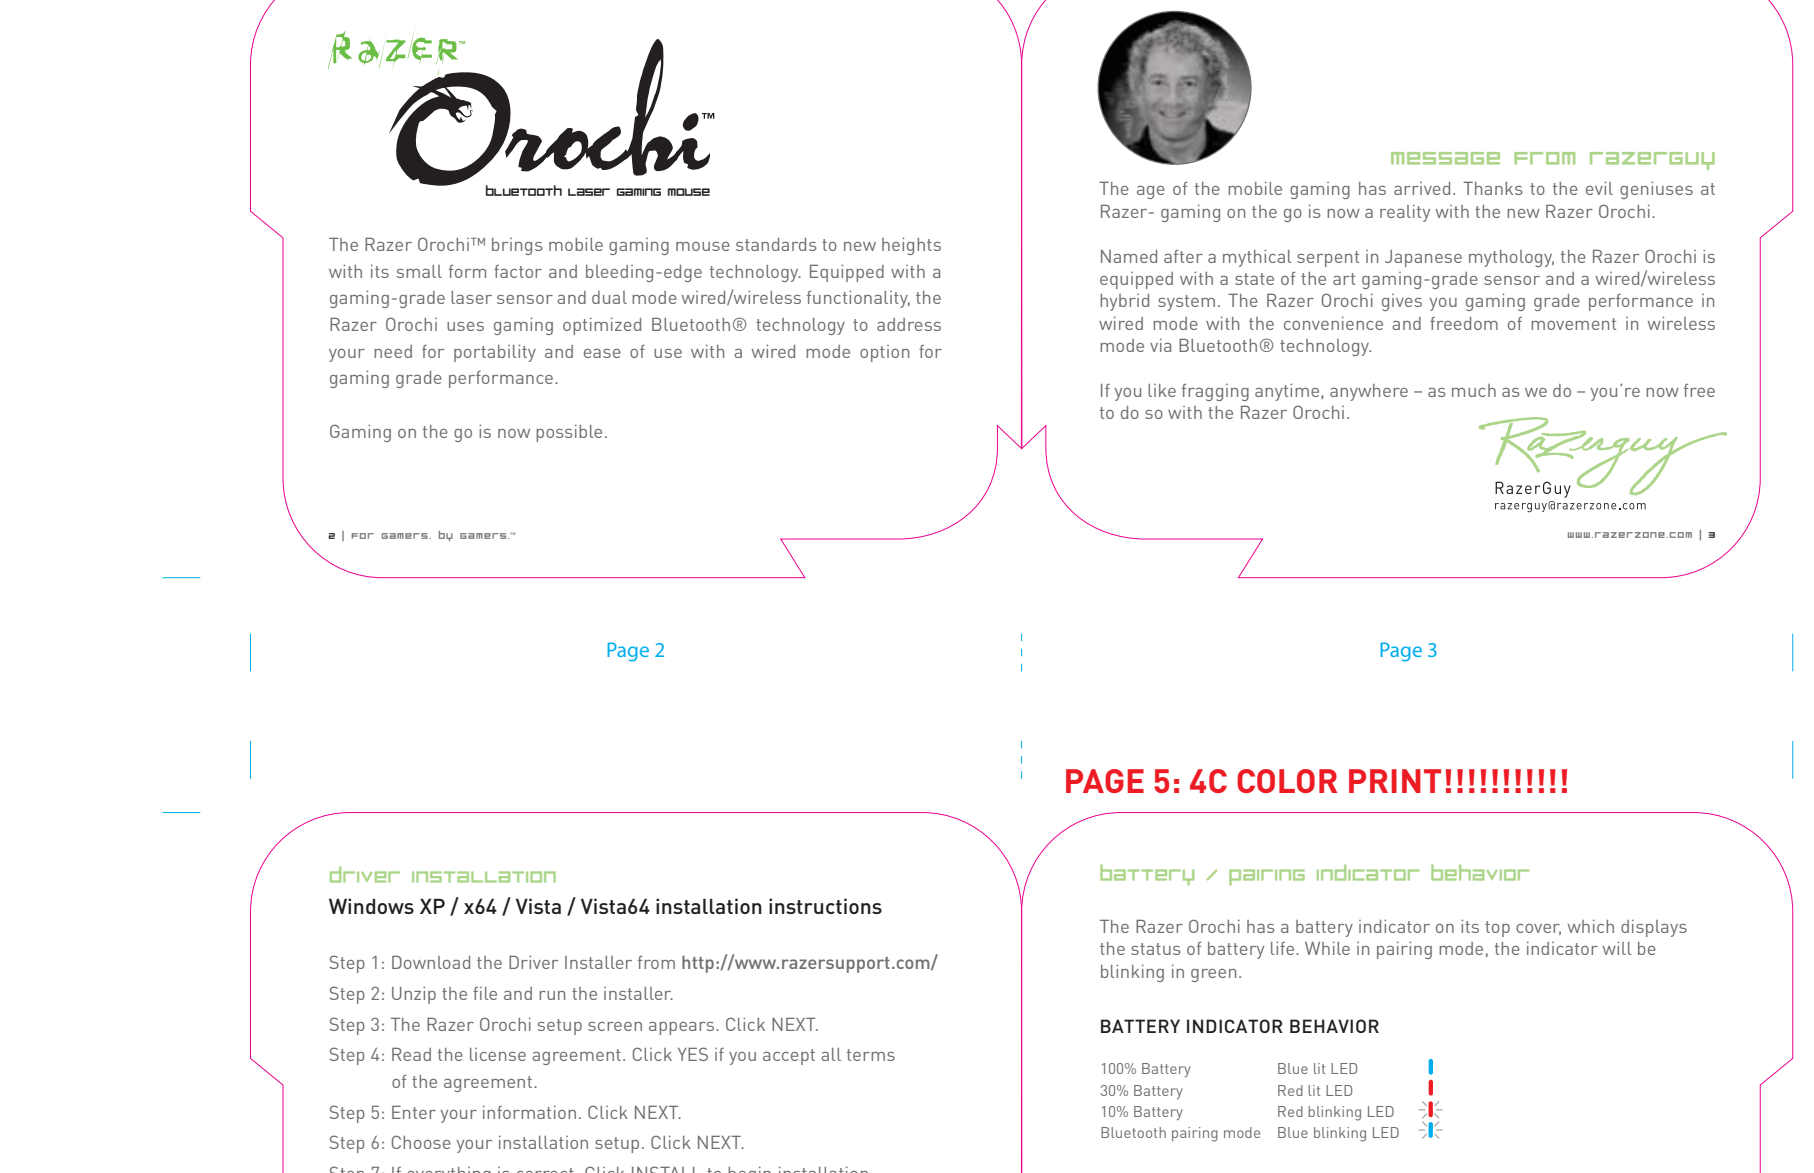 RAZER™
Orochi™
bluetooth laser gaming mouse
The Razer Orochi™ brings mobile gaming mouse standards to new heights
with its small form factor and bleeding-edge technology. Equipped with a
gaming-grade laser sensor and dual mode wired/wireless functionality, the
Razer Orochi uses gaming optimized Bluetooth® technology to address
your need for portability and ease of use with a wired mode option for
gaming grade performance.
Gaming on the go is now possible.
2 | For Gamers. by Gamers.™
message from razerguy
The age of the mobile gaming has arrived. Thanks to the evil geniuses at
Razer- gaming on the go is now a reality with the new Razer Orochi.
Named after a mythical serpent in Japanese mythology, the Razer Orochi is
equipped with a state of the art gaming-grade sensor and a wired/wireless
hybrid system. The Razer Orochi gives you gaming grade performance in
wired mode with the convenience and freedom of movement in wireless
mode via Bluetooth® technology.
If you like fragging anytime, anywhere – as much as we do – you’re now free
to do so with the Razer Orochi.
Razerguy
RazerGuy
razerguy@razerzone.com
www.razerzone.com | 3
Page 2
Page 3
PAGE 5: 4C COLOR PRINT!!!!!!!!!!!
driver installation
Windows XP / x64 / Vista / Vista64 installation instructions
Step 1: Download the Driver Installer from http://www.razersupport.com/
Step 2: Unzip the file and run the installer.
Step 3: The Razer Orochi setup screen appears. Click NEXT.
Step 4: Read the license agreement. Click YES if you accept all terms
of the agreement.
Step 5: Enter your information. Click NEXT.
Step 6: Choose your installation setup. Click NEXT.
Step 7: If everything is correct, Click INSTALL to begin installation
battery / pairing indicator behavior
The Razer Orochi has a battery indicator on its top cover, which displays
the status of battery life. While in pairing mode, the indicator will be
blinking in green.
BATTERY INDICATOR BEHAVIOR
100% Battery Blue lit LED
30% Battery Red lit LED
10% Battery Red blinking LED
Bluetooth pairing mode Blue blinking LED